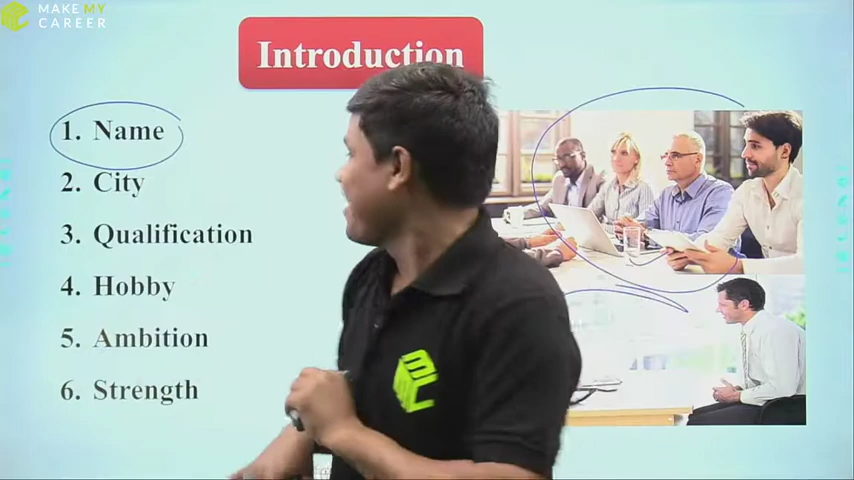 MAKE MY
CAREER
Introduction
1. Name
2. City
3. Qualification
4. Hobby
5. Ambition
6. Strength